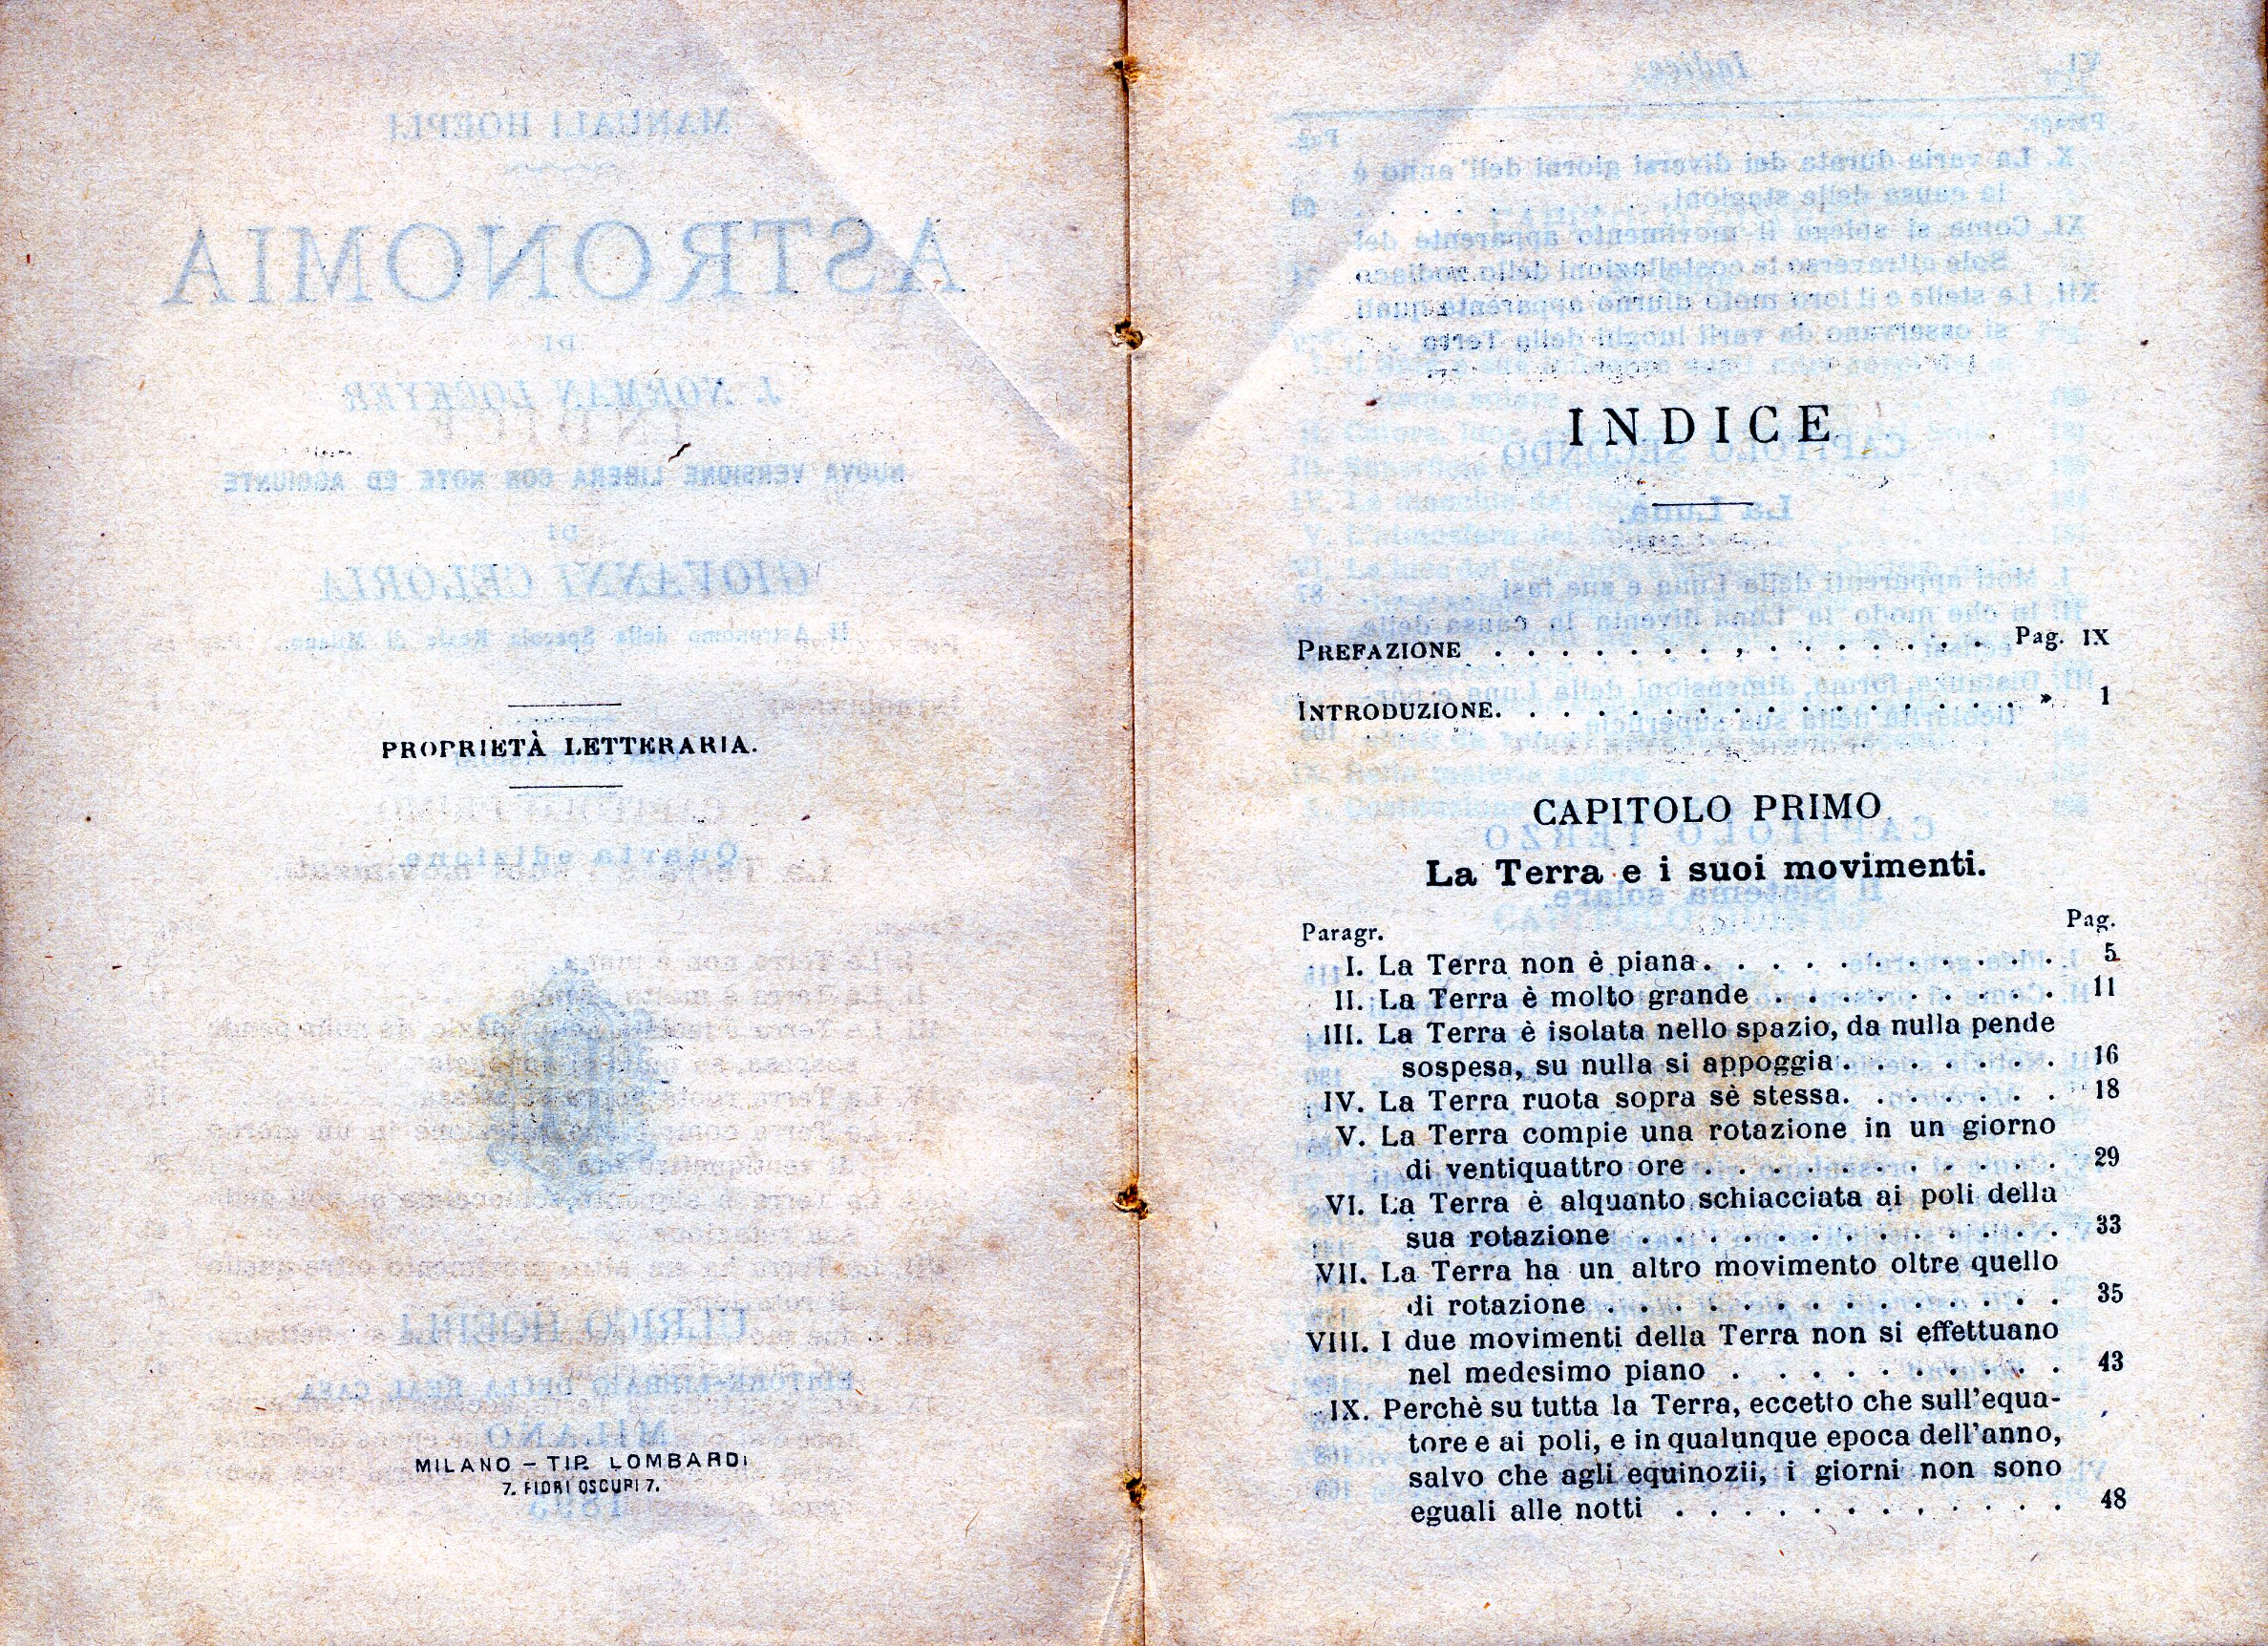 PROPRIETÀ LETTERARIA.
MILANO – TIP. LOMBARDI
7. FIORI OSCURI 7.
INDICE
PREFAZIONE . . . . . . . . . . . . . . . Pag. IX
INTRODUZIONE. . . . . . . . . . . . . . . . » 1
CAPITOLO PRIMO
La Terra e i suoi movimenti.
Paragr. Pag.
I. La Terra non è piana. . . . . . . . . . . 5
II. La Terra è molto grande . . . . . . . . . 11
III. La Terra è isolata nello spazio, da nulla pende
sospesa, su nulla si appoggia. . . . . . . 16
IV. La Terra ruota sopra sè stessa. . . . . . . 18
V. La Terra compie una rotazione in un giorno
di ventiquattro ore . . . . . . . . . . . 29
VI. La Terra è alquanto schiacciata ai poli della
sua rotazione . . . . . . . . . . . . . 33
VII. La Terra ha un altro movimento oltre quello
di rotazione . . . . . . . . . . . . . . 35
VIII. I due movimenti della Terra non si effettuano
nel medesimo piano . . . . . . . . . . 43
IX. Perchè su tutta la Terra, eccetto che sull'equa-
tore e ai poli, e in qualunque epoca dell'anno,
salvo che agli equinozii, i giorni non sono
eguali alle notti . . . . . . . . . . . . 48